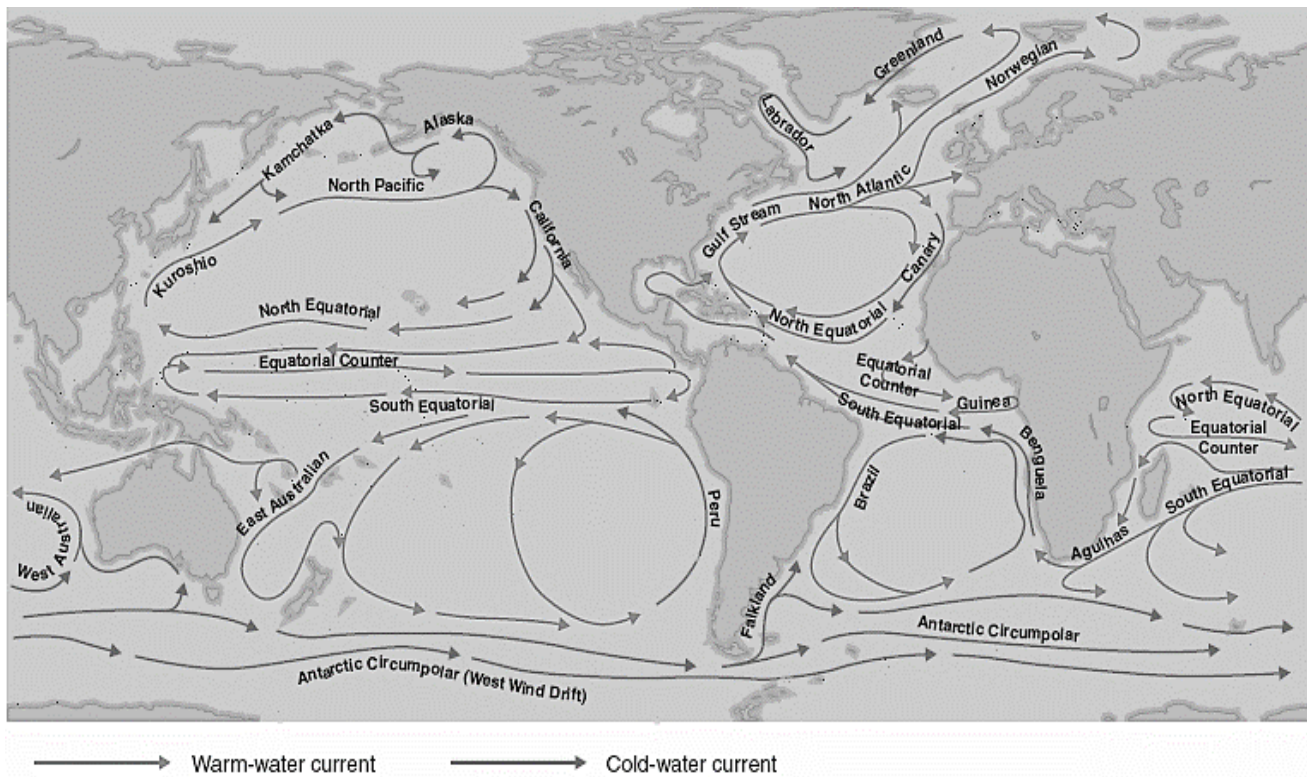 Greenland
Norwegian
Labrador
Alaska
Kamchatka
North Pacific
North Atlantic
Gulf Stream
California
Canary
Kuroshio
North Equatorial
North Equatorial
Equatorial Counter
Equatorial
Counter
Guinea
South Equatorial
South Equatorial
North Equatorial
Equatorial
Counter
South Equatorial
Benguela
Brazil
Peru
East Australian
West Australian
Agulhas
Falkland
Antarctic Circumpolar
Antarctic Circumpolar (West Wind Drift)
Warm-water current
Cold-water current